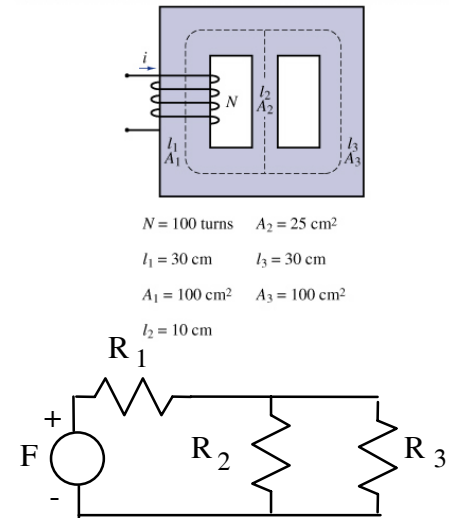 i
N
l₂
A₂
l₁
A₁
l₃
A₃
N = 100 turns A₂ = 25 cm²
l₁ = 30 cm l₃ = 30 cm
A₁ = 100 cm² A₃ = 100 cm²
l₂ = 10 cm
R₁
+
F
-
R₂
R₃